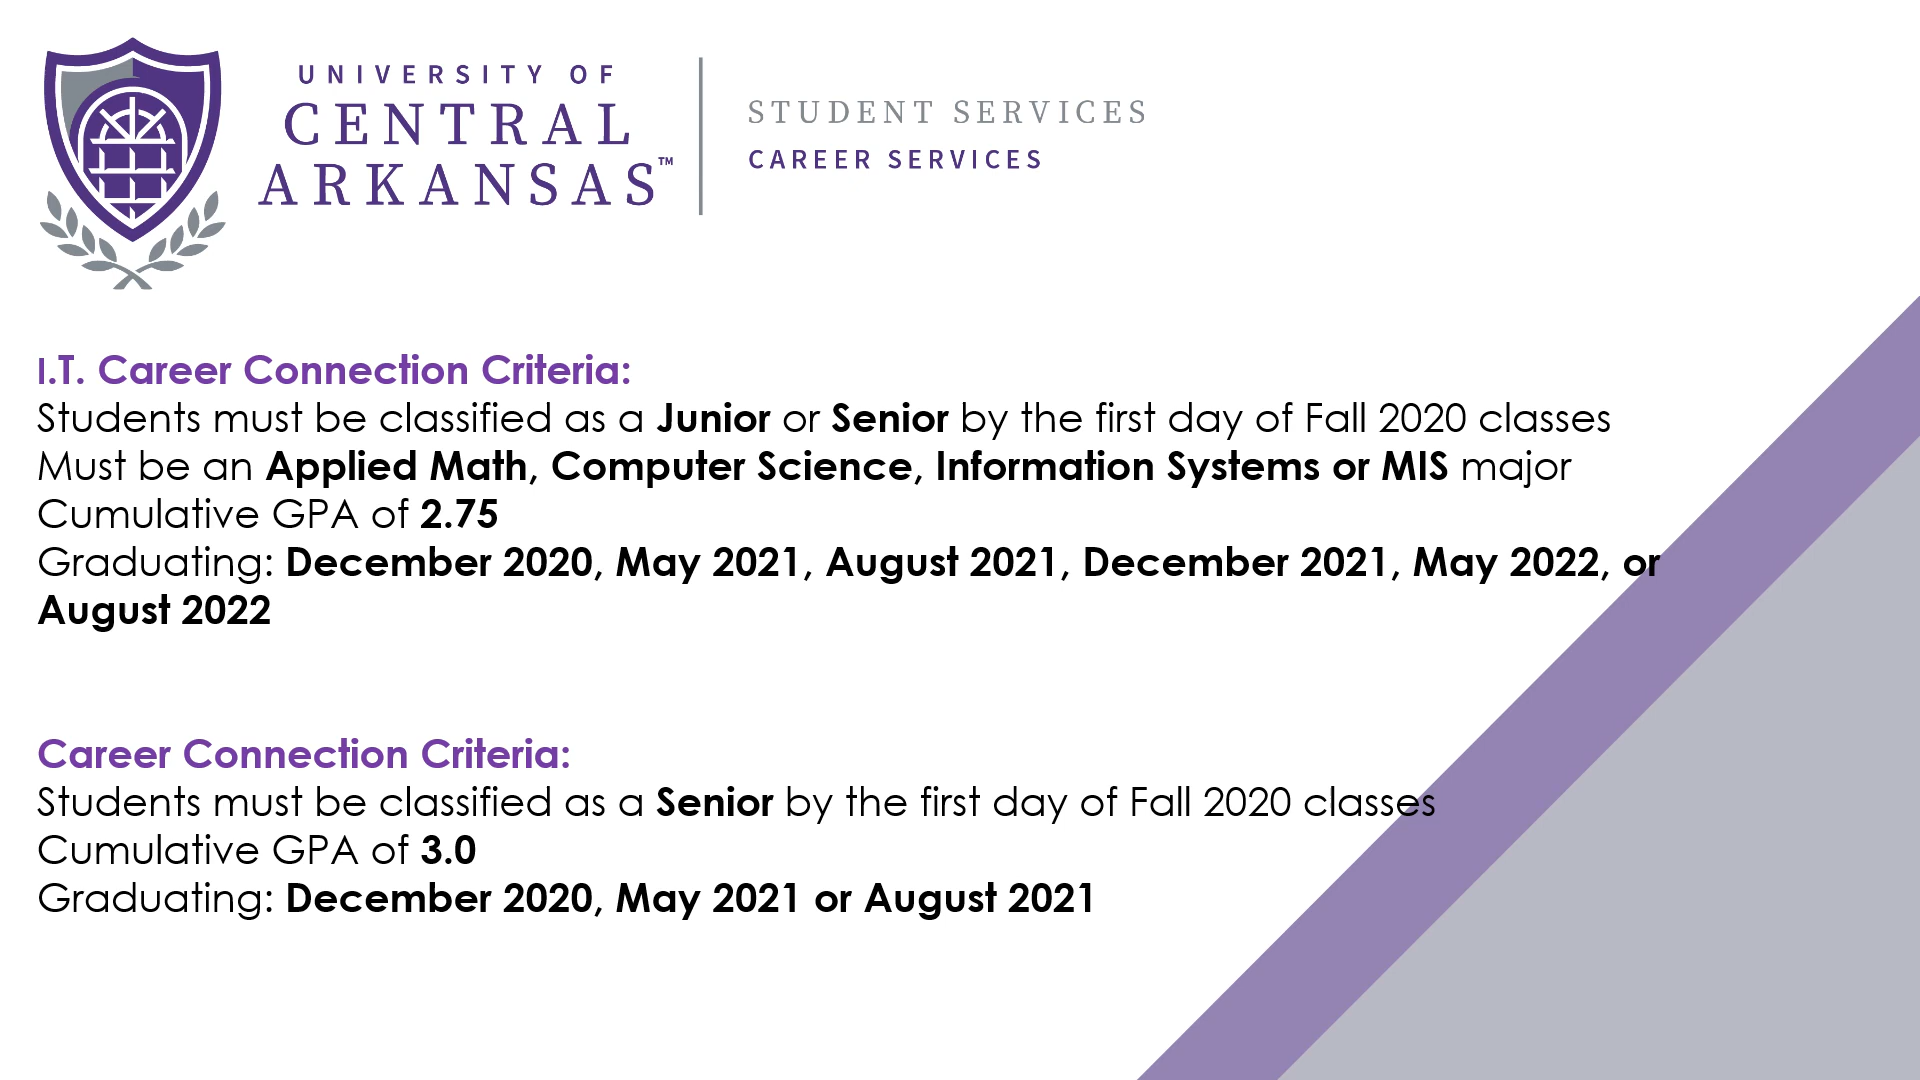 UNIVERSITY OF
CENTRAL
ARKANSAS™
STUDENT SERVICES
CAREER SERVICES
I.T. Career Connection Criteria:
Students must be classified as a Junior or Senior by the first day of Fall 2020 classes
Must be an Applied Math, Computer Science, Information Systems or MIS major
Cumulative GPA of 2.75
Graduating: December 2020, May 2021, August 2021, December 2021, May 2022, or
August 2022
Career Connection Criteria:
Students must be classified as a Senior by the first day of Fall 2020 classes
Cumulative GPA of 3.0
Graduating: December 2020, May 2021 or August 2021